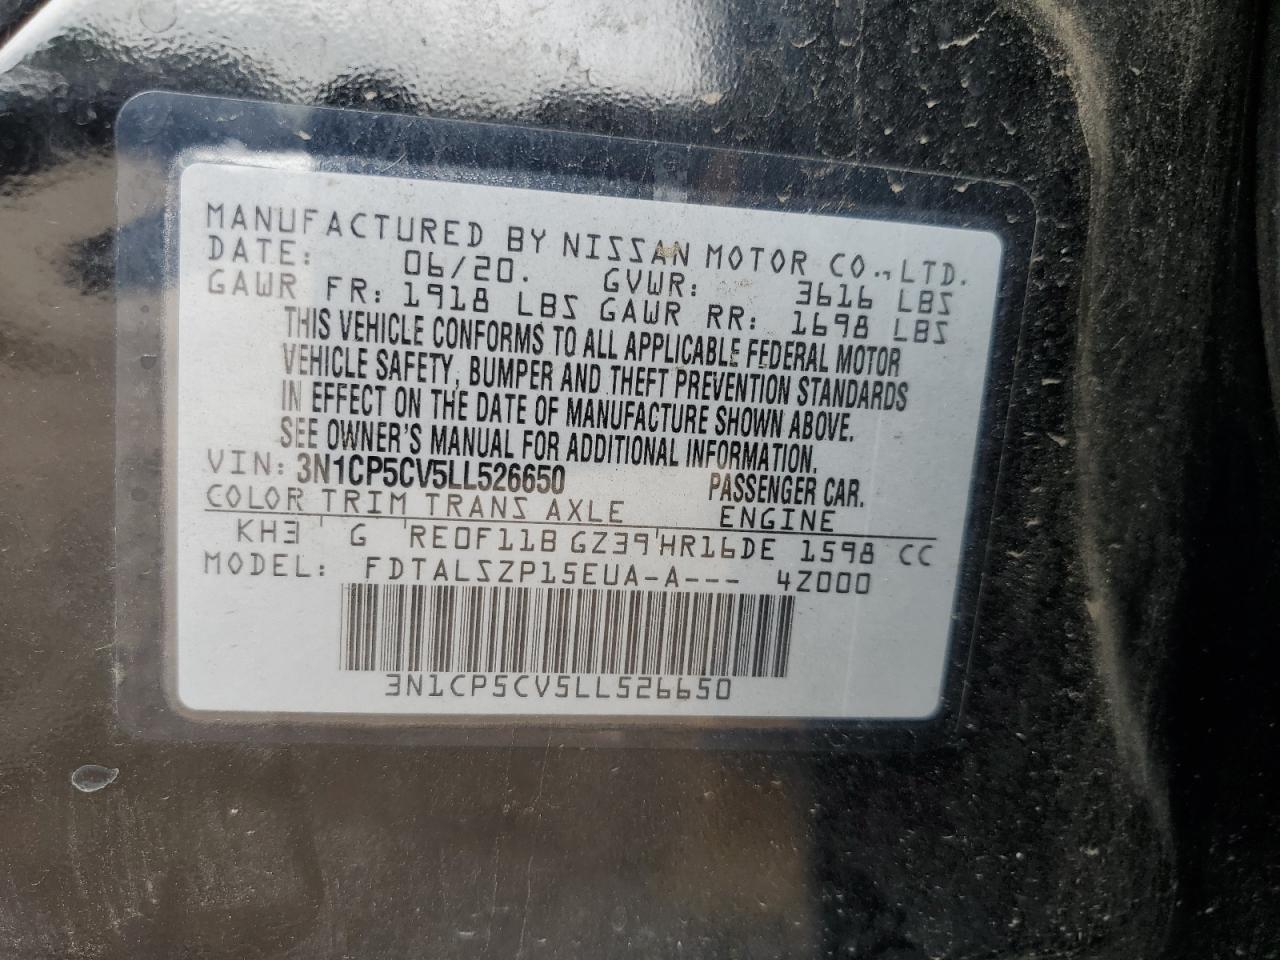 MANUFACTURED BY NISSAN MOTOR CO., LTD.
DATE: 06/20. GVWR: 3616 LBS
GAWR FR: 1918 LBS GAWR RR: 1698 LBS
THIS VEHICLE CONFORMS TO ALL APPLICABLE FEDERAL MOTOR
VEHICLE SAFETY, BUMPER AND THEFT PREVENTION STANDARDS
IN EFFECT ON THE DATE OF MANUFACTURE SHOWN ABOVE.
SEE OWNER'S MANUAL FOR ADDITIONAL INFORMATION.
VIN: 3N1CP5CV5LL526650 PASSENGER CAR.
COLOR TRIM TRANS AXLE ENGINE
KH3 ' G 'RE0F11B GZ39'HR16DE 1598 CC
MODEL: FDTALSZP15EUA-A--- 4Z000
3N1CP5CV5LL526650